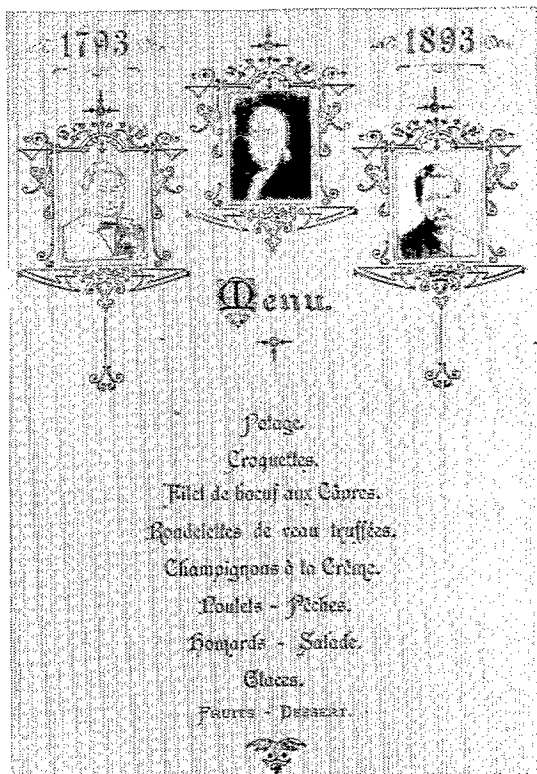 1793
1893
Menu.
Potage.
Croquettes.
Filet de boeuf aux Câpres.
Rondelettes de veau truffées.
Champignons à la Crême.
Poulets - Pêches.
Homards - Salade.
Glaces.
FRUITS - DESSERT.